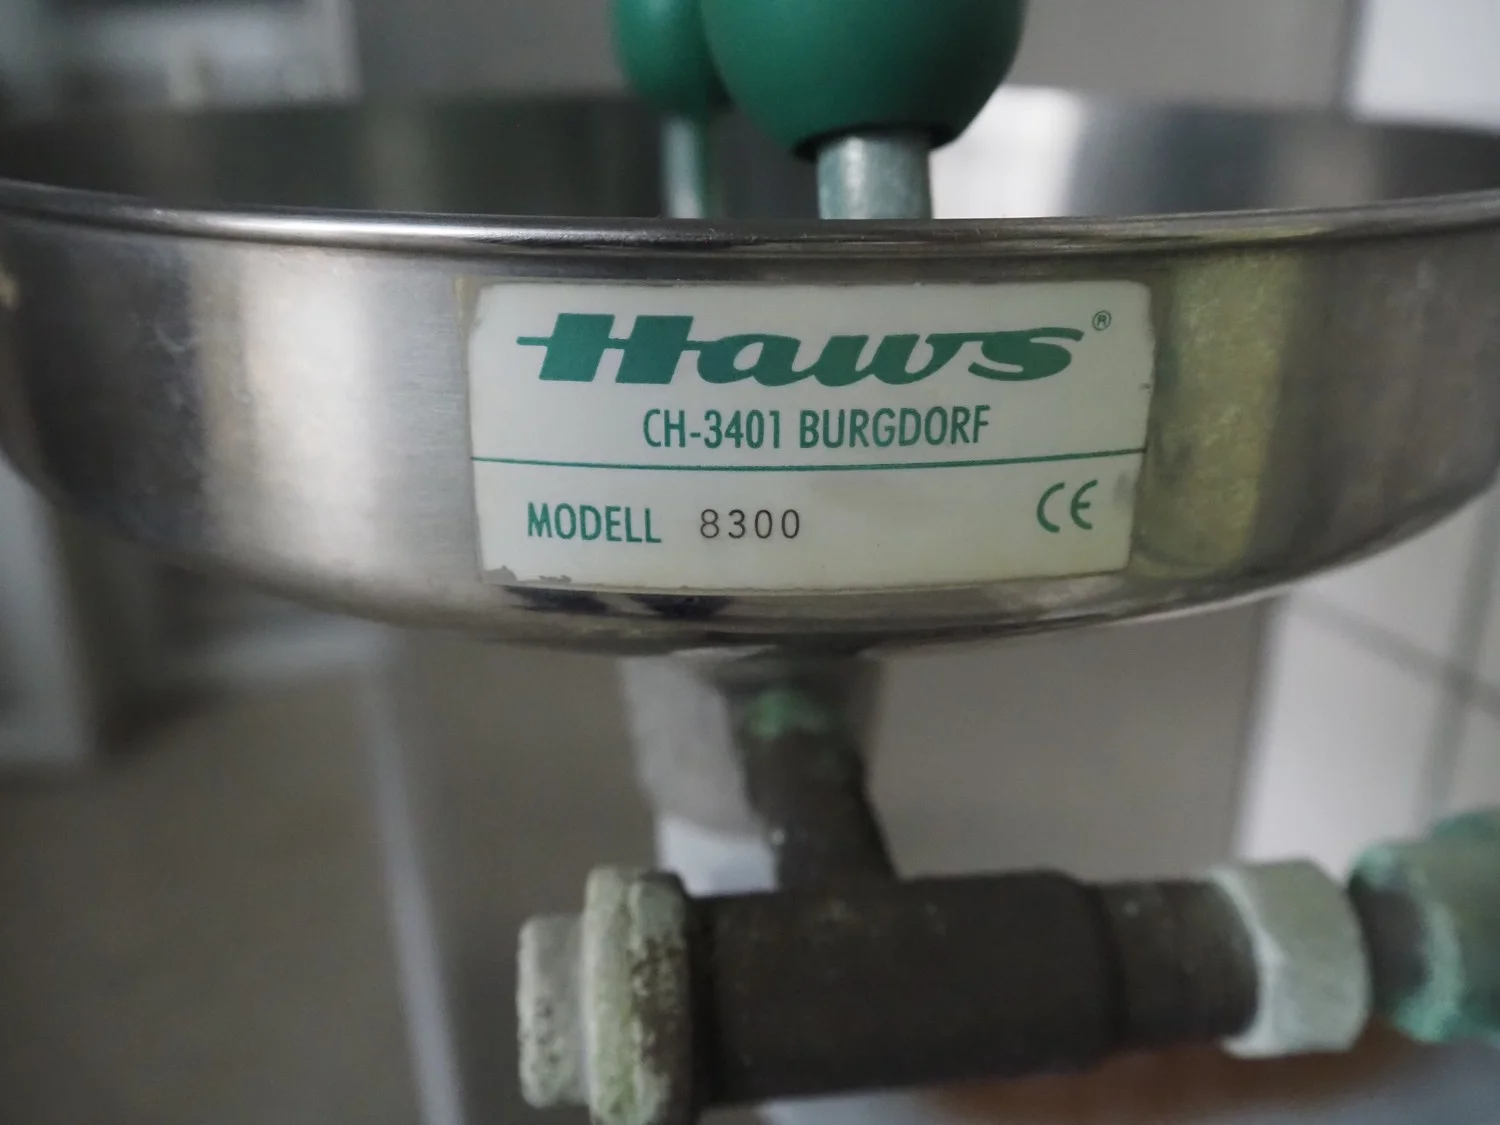 Haws®
CH-3401 BURGDORF
MODELL 8300 CE